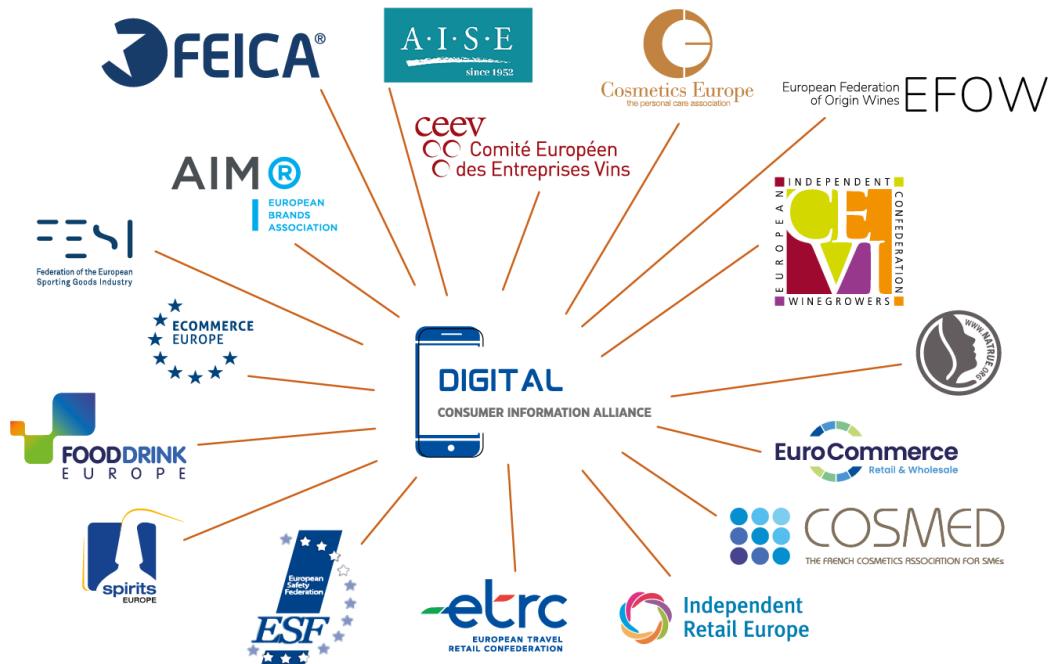 FEICA®
A·I·S·E
since 1952
Cosmetics Europe
the personal care association
European Federation
of Origin Wines
EFOW
ceev
Comité Européen
des Entreprises Vins
AIM®
EUROPEAN
BRANDS
ASSOCIATION
INDEPENDENT
EUROPEAN
CONFEDERATION
CEVI
WINEGROWERS
FESI
Federation of the European
Sporting Goods Industry
ECOMMERCE
EUROPE
WWW.NATRUE.ORG
DIGITAL
CONSUMER INFORMATION ALLIANCE
FOODDRINK
EUROPE
EuroCommerce
Retail & Wholesale
COSMED
THE FRENCH COSMETICS ASSOCIATION FOR SMEs
spirits
EUROPE
European
Safety
Federation
ESF
etrc
EUROPEAN TRAVEL
RETAIL CONFEDERATION
Independent
Retail Europe